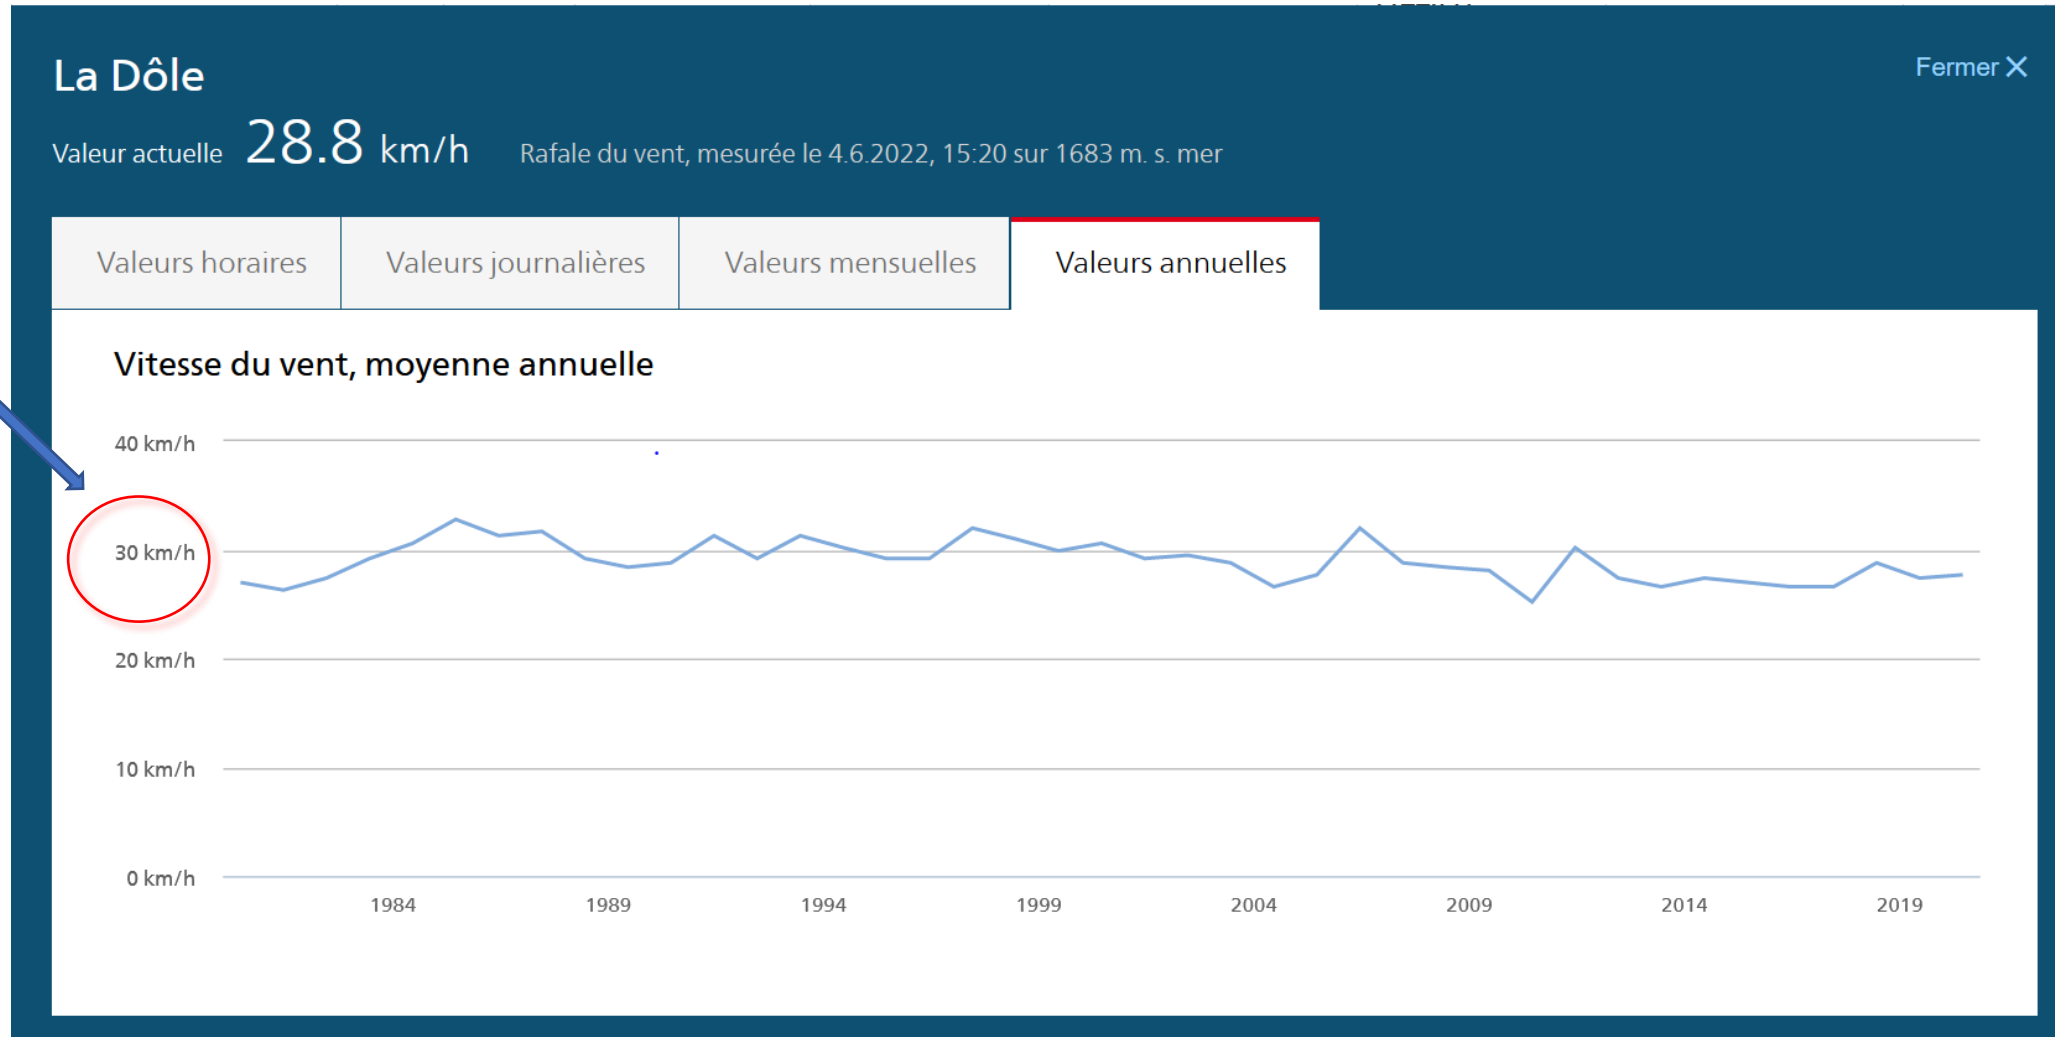 La Dôle
Fermer X
Valeur actuelle 28.8 km/h Rafale du vent, mesurée le 4.6.2022, 15:20 sur 1683 m. s. mer
Valeurs horaires Valeurs journalières Valeurs mensuelles Valeurs annuelles
Vitesse du vent, moyenne annuelle
40 km/h
30 km/h
20 km/h
10 km/h
0 km/h
1984 1989 1994 1999 2004 2009 2014 2019